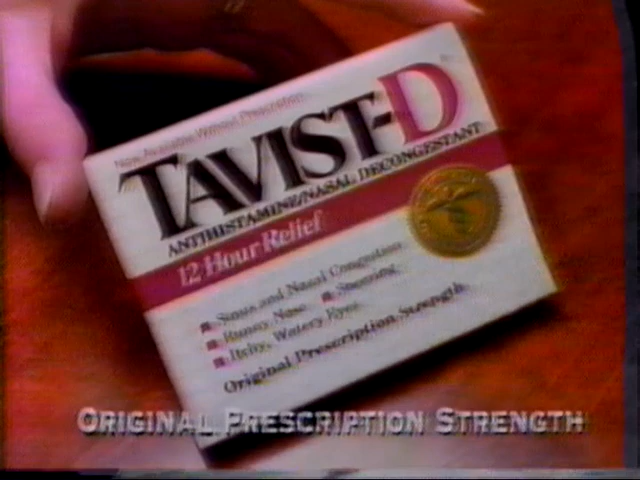 Now Available Without Prescription
TAVIST-D
ANTIHISTAMINE/NASAL DECONGESTANT
12 Hour Relief
Sinus and Nasal Congestion
Runny Nose ■ Sneezing
Itchy, Watery Eyes
Original Prescription Strength
ORIGINAL PRESCRIPTION STRENGTH